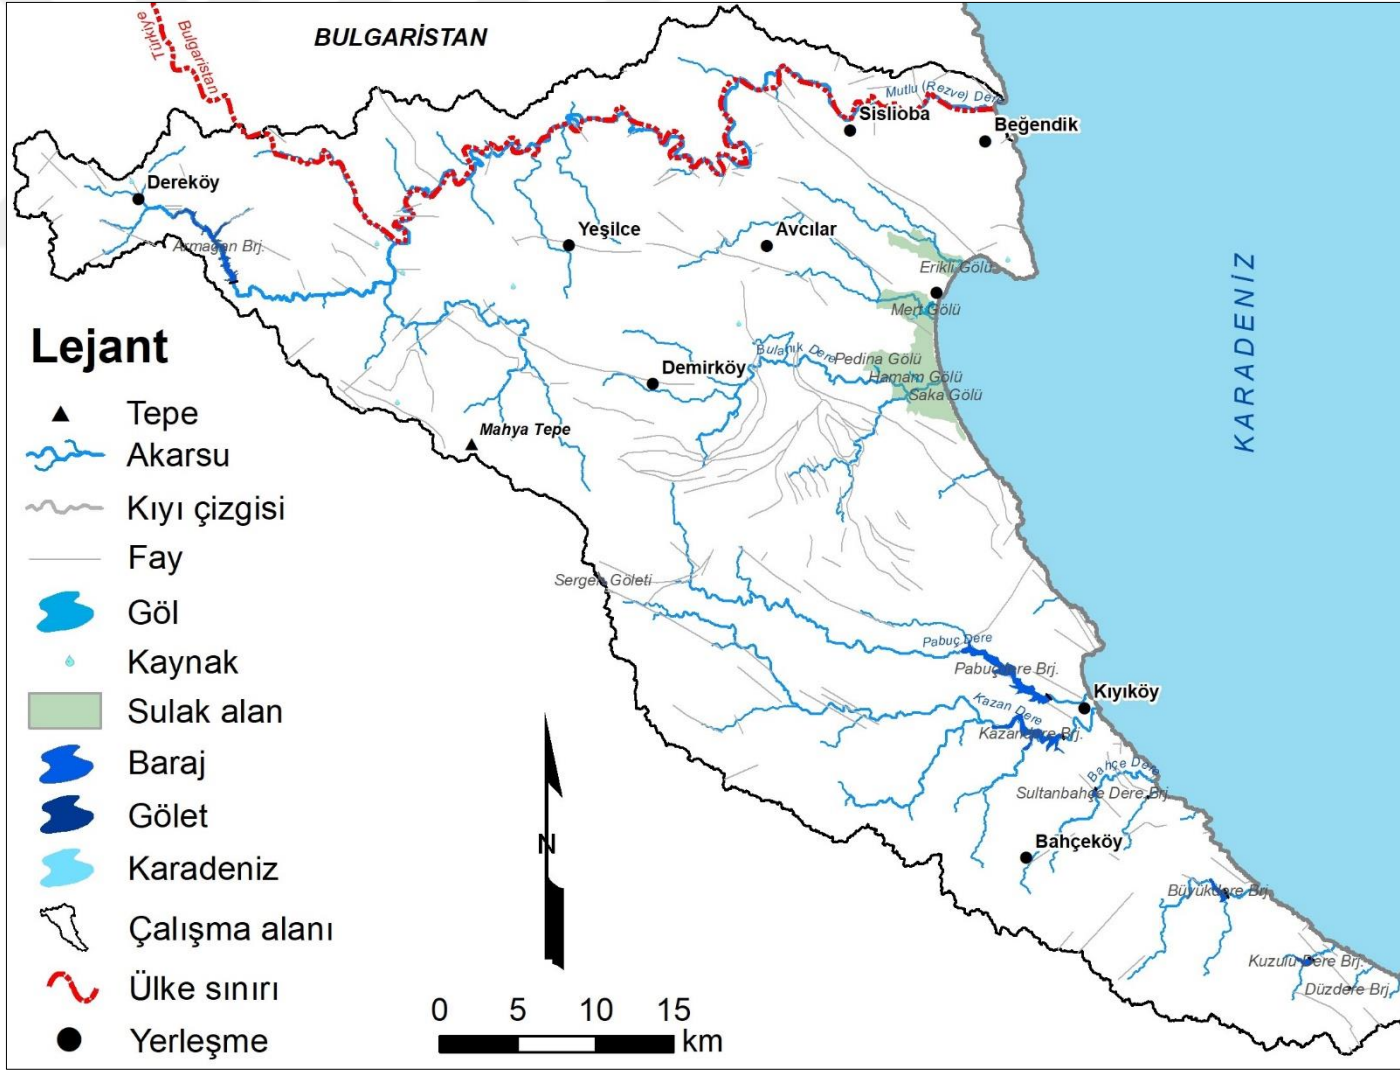 BULGARİSTAN
Bulgaristan
Türkiye
Mutlu (Rezve) Dere
Sislioba
Beğendik
Dereköy
Armağan Brj.
Yeşilce
Avcılar
Erikli Gölü
Mert Gölü
KARADENİZ
Bulanık Dere
Pedina Gölü
Hamam Gölü
Saka Gölü
Demirköy
Mahya Tepe
Sergen Göleti
Pabuç Dere
Pabuçdere Brj.
Kıyıköy
Kazan Dere
Kazandere Brj.
Bahçe Dere
Sultanbahçe Dere Brj.
Bahçeköy
Büyükdere Brj.
Kuzulu Dere Brj.
Düzdere Brj.
Lejant
Tepe
Akarsu
Kıyı çizgisi
Fay
Göl
Kaynak
Sulak alan
Baraj
Gölet
Karadeniz
Çalışma alanı
Ülke sınırı
Yerleşme
N
0 5 10 15
km